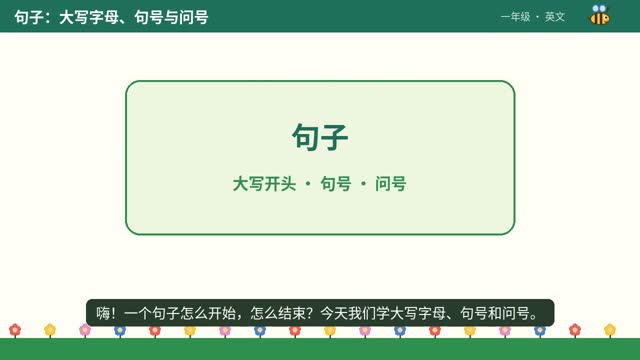 句子：大写字母、句号与问号
一年级 · 英文
句子
大写开头 · 句号 · 问号
嗨！一个句子怎么开始，怎么结束？今天我们学大写字母、句号和问号。